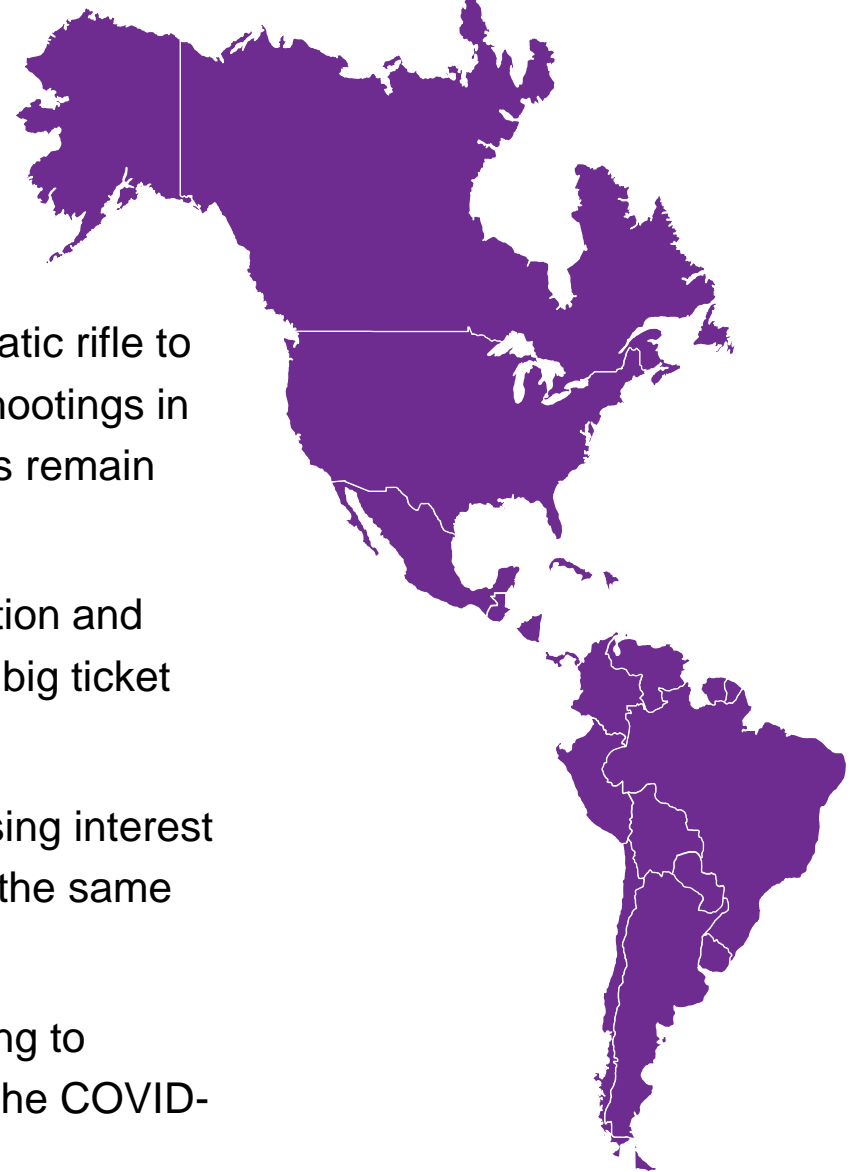 atic rifle to
hootings in
s remain
tion and
big ticket
sing interest
the same
ng to
he COVID-